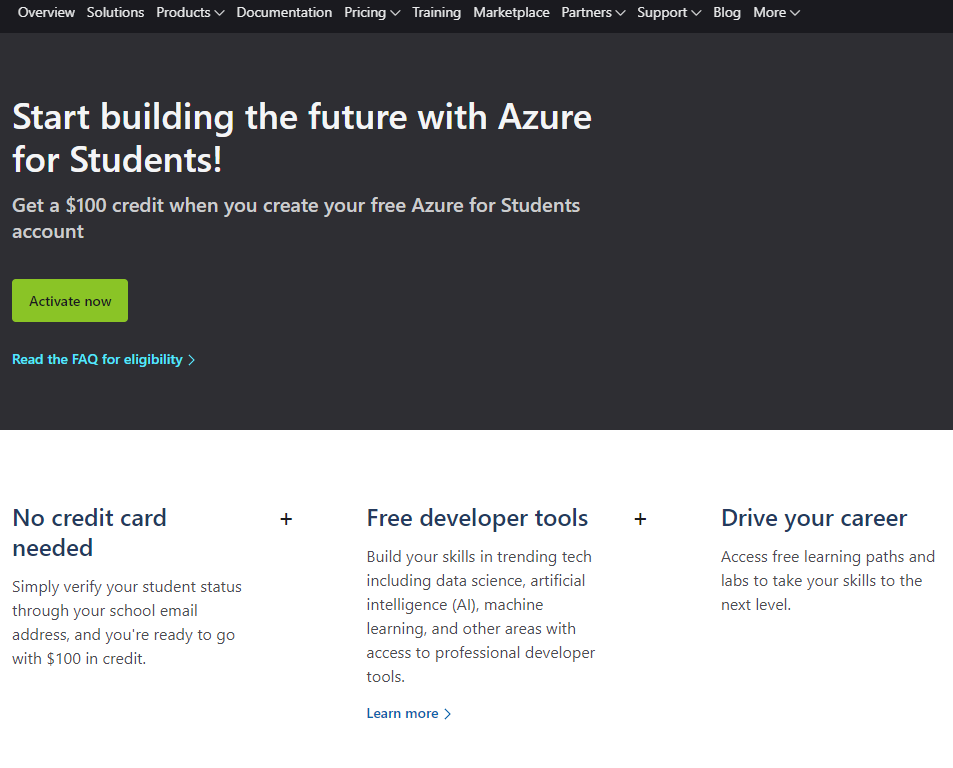 Overview Solutions Products Documentation Pricing Training Marketplace Partners Support Blog More
Start building the future with Azure
for Students!
Get a $100 credit when you create your free Azure for Students
account
Activate now
Read the FAQ for eligibility
No credit card
needed
Simply verify your student status
through your school email
address, and you're ready to go
with $100 in credit.
+
Free developer tools
Build your skills in trending tech
including data science, artificial
intelligence (AI), machine
learning, and other areas with
access to professional developer
tools.
Learn more
+
Drive your career
Access free learning paths and
labs to take your skills to the
next level.